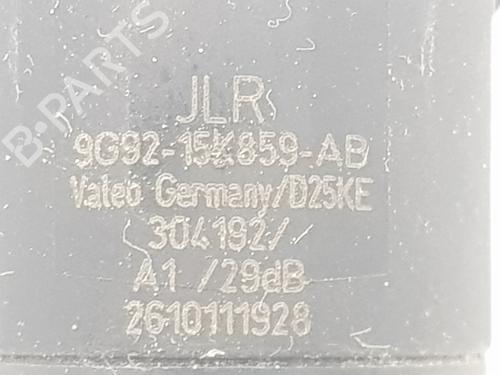 B-PARTS
JLR
9G92-15K859-AB
Valeo Germany/D25KE
304192/
A1 /29dB
2610111928